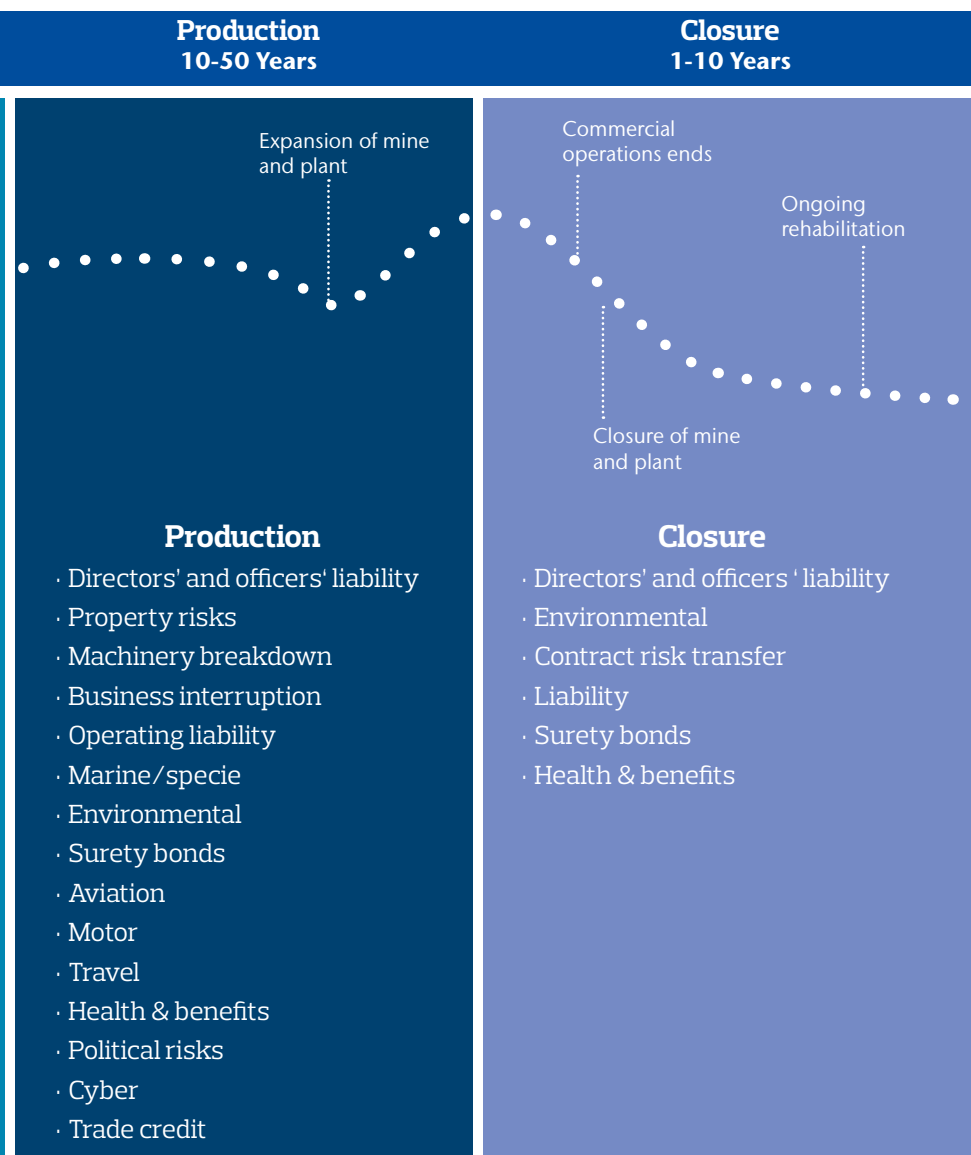 Production
10-50 Years
Closure
1-10 Years
Expansion of mine
and plant
Commercial
operations ends
Ongoing
rehabilitation
Closure of mine
and plant
Production
· Directors’ and officers‘ liability
· Property risks
· Machinery breakdown
· Business interruption
· Operating liability
· Marine/specie
· Environmental
· Surety bonds
· Aviation
· Motor
· Travel
· Health & benefits
· Political risks
· Cyber
· Trade credit
Closure
· Directors’ and officers ‘ liability
· Environmental
· Contract risk transfer
· Liability
· Surety bonds
· Health & benefits